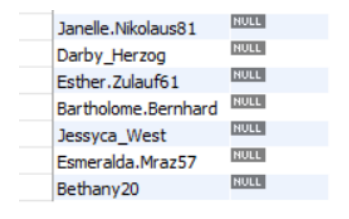 Janelle.Nikolaus81 NULL
Darby_Herzog NULL
Esther.Zulauf61 NULL
Bartholome.Bernhard NULL
Jessyca_West NULL
Esmeralda.Mraz57 NULL
Bethany20 NULL